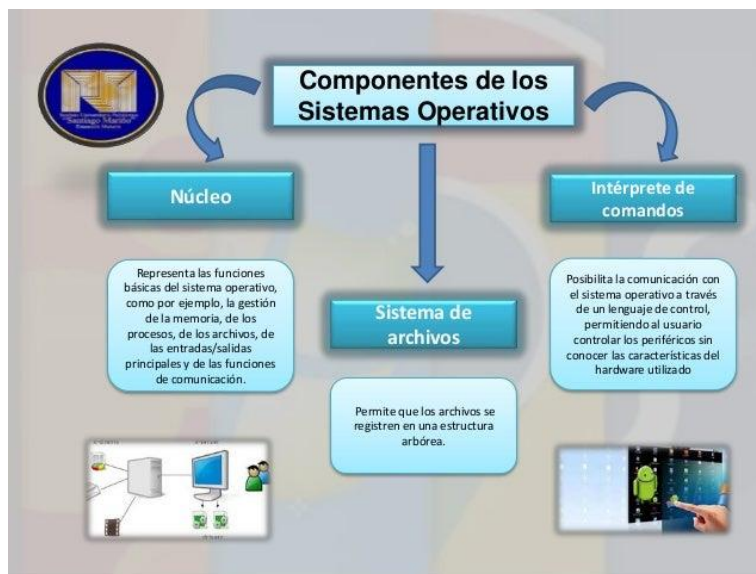 Componentes de los
Sistemas Operativos
"Santiago Mariño"
Núcleo
Representa las funciones
básicas del sistema operativo,
como por ejemplo, la gestión
de la memoria, de los
procesos, de los archivos, de
las entradas/salidas
principales y de las funciones
de comunicación.
Sistema de
archivos
Permite que los archivos se
registren en una estructura
arbórea.
Intérprete de
comandos
Posibilita la comunicación con
el sistema operativo a través
de un lenguaje de control,
permitiendo al usuario
controlar los periféricos sin
conocer las características del
hardware utilizado